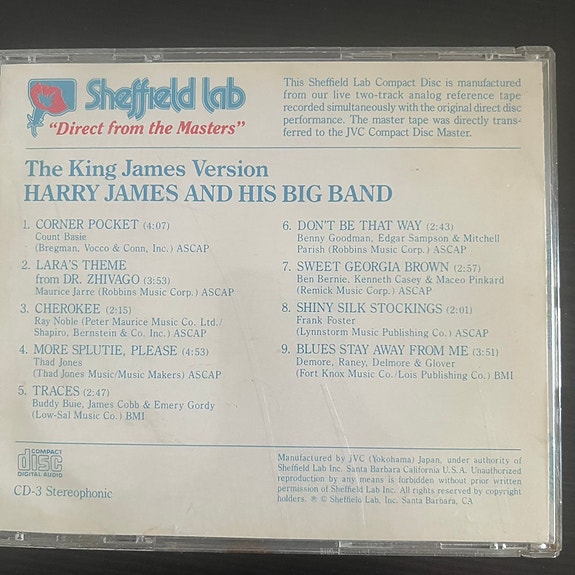 Sheffield Lab
"Direct from the Masters"
This Sheffield Lab Compact Disc is manufactured
from our live two-track analog reference tape
recorded simultaneously with the original direct disc
performance. The master tape was directly trans-
ferred to the JVC Compact Disc Master.
The King James Version
HARRY JAMES AND HIS BIG BAND
1. CORNER POCKET (4:07)
Count Basie
(Bregman, Vocco & Conn, Inc.) ASCAP
2. LARA'S THEME
from DR. ZHIVAGO (3:53)
Maurice Jarre (Robbins Music Corp.) ASCAP
3. CHEROKEE (2:15)
Ray Noble (Peter Maurice Music Co. Ltd./
Shapiro, Bernstein & Co. Inc.) ASCAP
4. MORE SPLUTIE, PLEASE (4:53)
Thad Jones
(Thad Jones Music/Music Makers) ASCAP
5. TRACES (2:47)
Buddy Buie, James Cobb & Emery Gordy
(Low-Sal Music Co.) BMI
6. DON'T BE THAT WAY (2:43)
Benny Goodman, Edgar Sampson & Mitchell
Parish (Robbins Music Corp.) ASCAP
7. SWEET GEORGIA BROWN (2:57)
Ben Bernie, Kenneth Casey & Maceo Pinkard
(Remick Music Corp.) ASCAP
8. SHINY SILK STOCKINGS (2:01)
Frank Foster
(Lynnstorm Music Publishing Co.) ASCAP
9. BLUES STAY AWAY FROM ME (3:51)
Demore, Raney, Delmore & Glover
(Fort Knox Music Co./Lois Publishing Co.) BMI
COMPACT
disc
DIGITAL AUDIO
CD-3 Stereophonic
Manufactured by JVC (Yokohama) Japan, under authority of
Sheffield Lab Inc. Santa Barbara California U.S.A. Unauthorized
reproduction by any means is forbidden without prior written
permission of Sheffield Lab Inc. All rights reserved by copyright
holders. ℗ © Sheffield Lab, Inc. Santa Barbara, CA